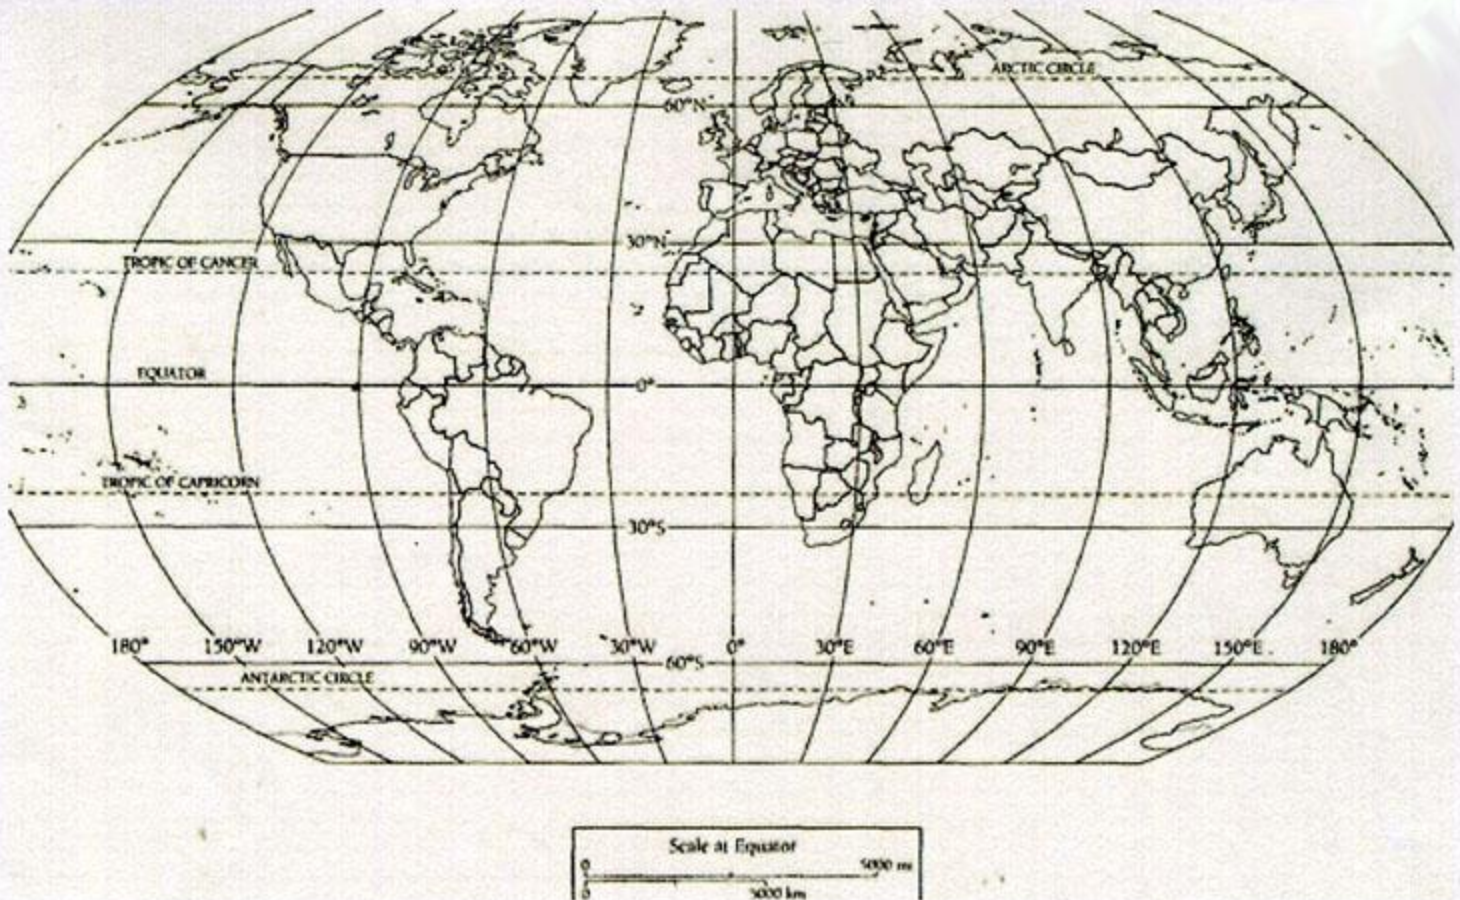 ARCTIC CIRCLE
60°N
30°N
TROPIC OF CANCER
EQUATOR
0°
TROPIC OF CAPRICORN
30°S
180° 150°W 120°W 90°W 60°W 30°W 0° 30°E 60°E 90°E 120°E 150°E 180°
60°S
ANTARCTIC CIRCLE
Scale at Equator
0 5000 mi
0 5000 km